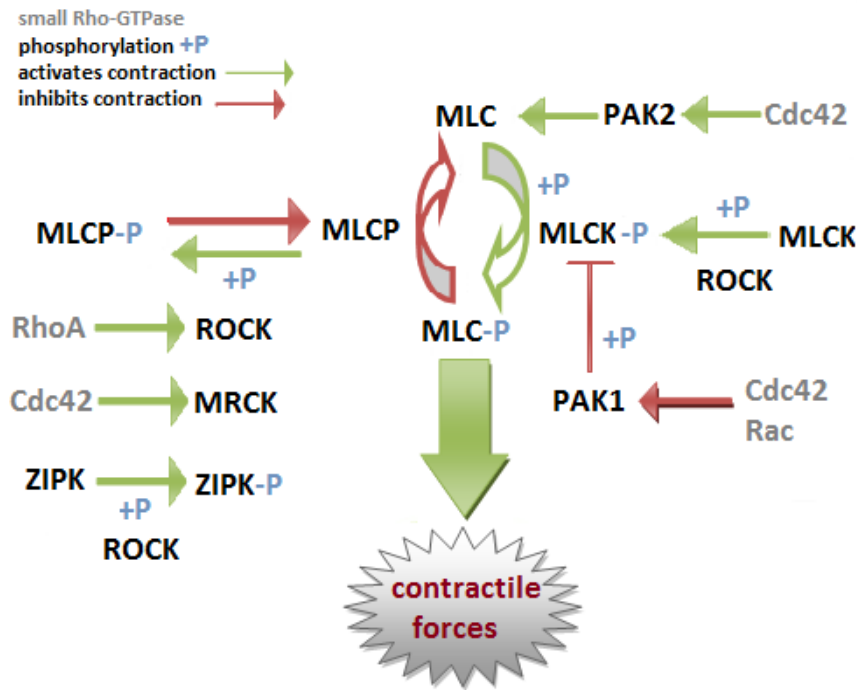 small Rho-GTPase
phosphorylation +P
activates contraction
inhibits contraction
MLC
PAK2
Cdc42
+P
MLCP-P
MLCP
MLCK -P
+P
MLCK
ROCK
+P
RhoA
ROCK
MLC-P
+P
Cdc42
MRCK
PAK1
Cdc42
Rac
ZIPK
ZIPK-P
+P
ROCK
contractile
forces